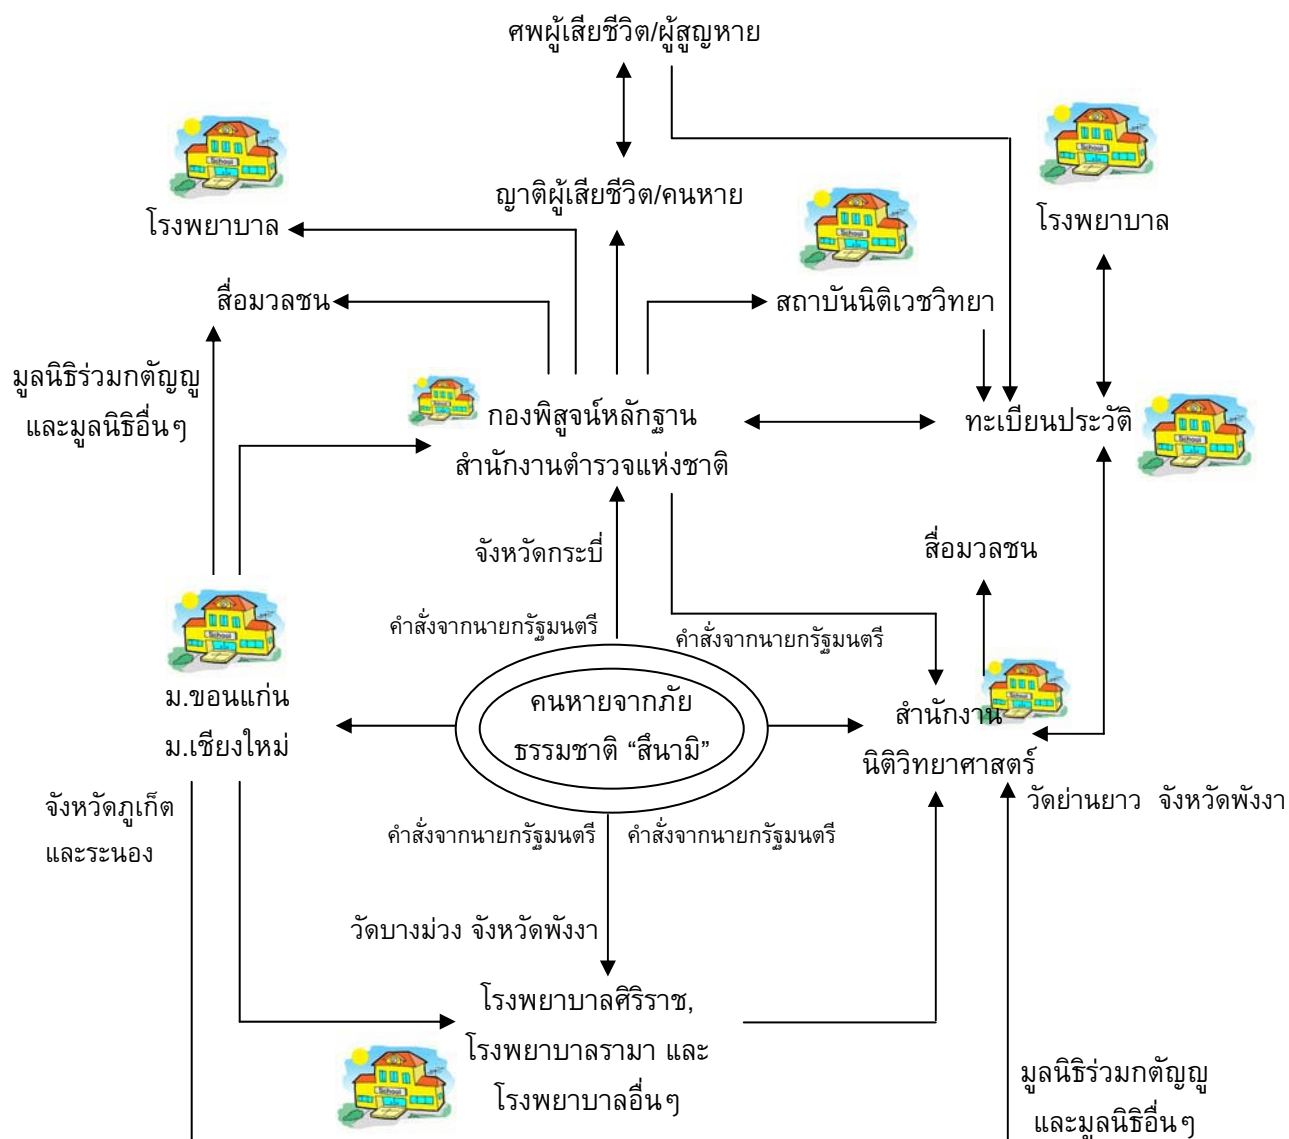 ศพผู้เสียชีวิต/ผู้สูญหาย
ญาติผู้เสียชีวิต/คนหาย
School
โรงพยาบาล
School
โรงพยาบาล
School
สถาบันนิติเวชวิทยา
สื่อมวลชน
มูลนิธิร่วมกตัญญู
และมูลนิธิอื่นๆ
School
กองพิสูจน์หลักฐาน
สำนักงานตำรวจแห่งชาติ
ทะเบียนประวัติ
School
จังหวัดกระบี่
สื่อมวลชน
คำสั่งจากนายกรัฐมนตรี
คำสั่งจากนายกรัฐมนตรี
School
ม.ขอนแก่น
ม.เชียงใหม่
คนหายจากภัย
ธรรมชาติ “สึนามิ”
School
สำนักงาน
นิติวิทยาศาสตร์
จังหวัดภูเก็ต
และระนอง
วัดย่านยาว จังหวัดพังงา
คำสั่งจากนายกรัฐมนตรี
คำสั่งจากนายกรัฐมนตรี
วัดบางม่วง จังหวัดพังงา
โรงพยาบาลศิริราช,
โรงพยาบาลรามา และ
โรงพยาบาลอื่นๆ
School
มูลนิธิร่วมกตัญญู
และมูลนิธิอื่นๆ